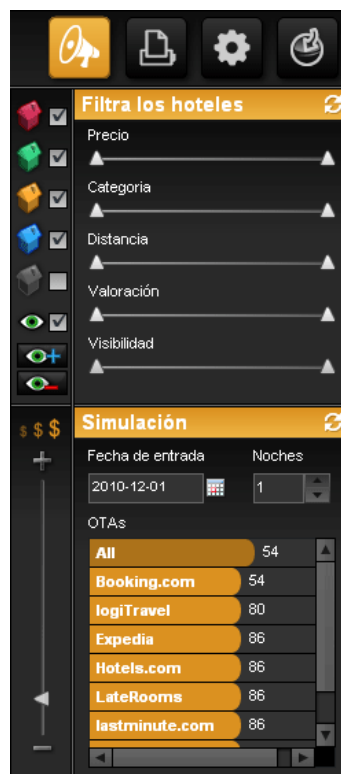 Filtra los hoteles
Precio
Categoria
Distancia
Valoración
Visibilidad
$ $ $
Simulación
Fecha de entrada Noches
2010-12-01 1
OTAs
All 54
Booking.com 54
logiTravel 80
Expedia 86
Hotels.com 86
LateRooms 86
lastminute.com 86